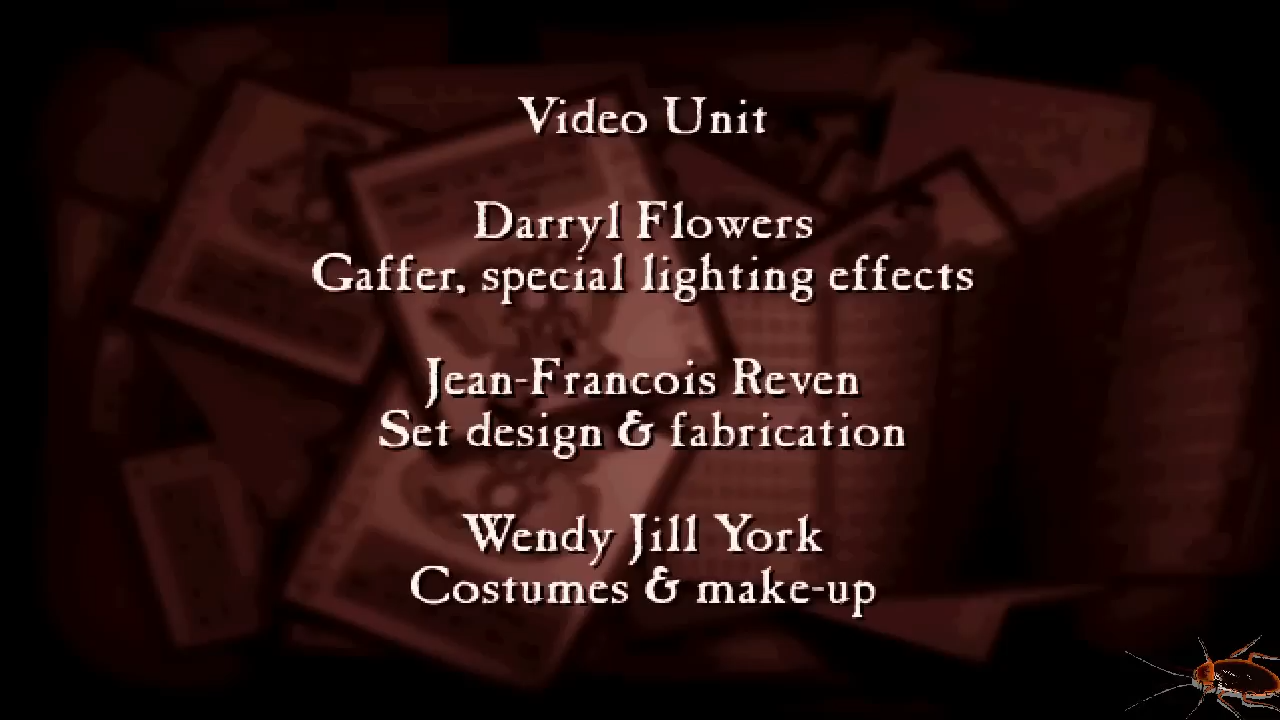 Video Unit
Darryl Flowers
Gaffer, special lighting effects
Jean-Francois Reven
Set design & fabrication
Wendy Jill York
Costumes & make-up